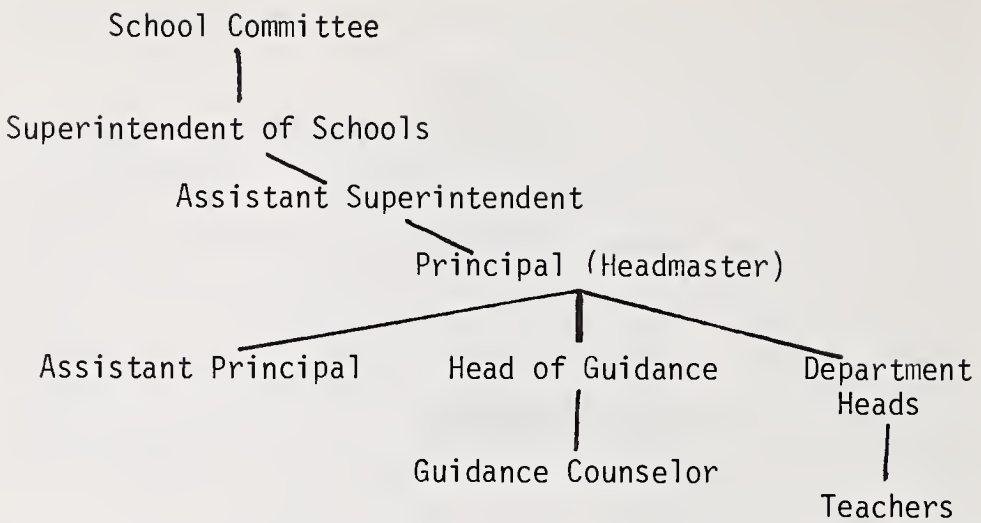 School Committee
Superintendent of Schools
Assistant Superintendent
Principal (Headmaster)
Assistant Principal
Head of Guidance
Department
Heads
Guidance Counselor
Teachers